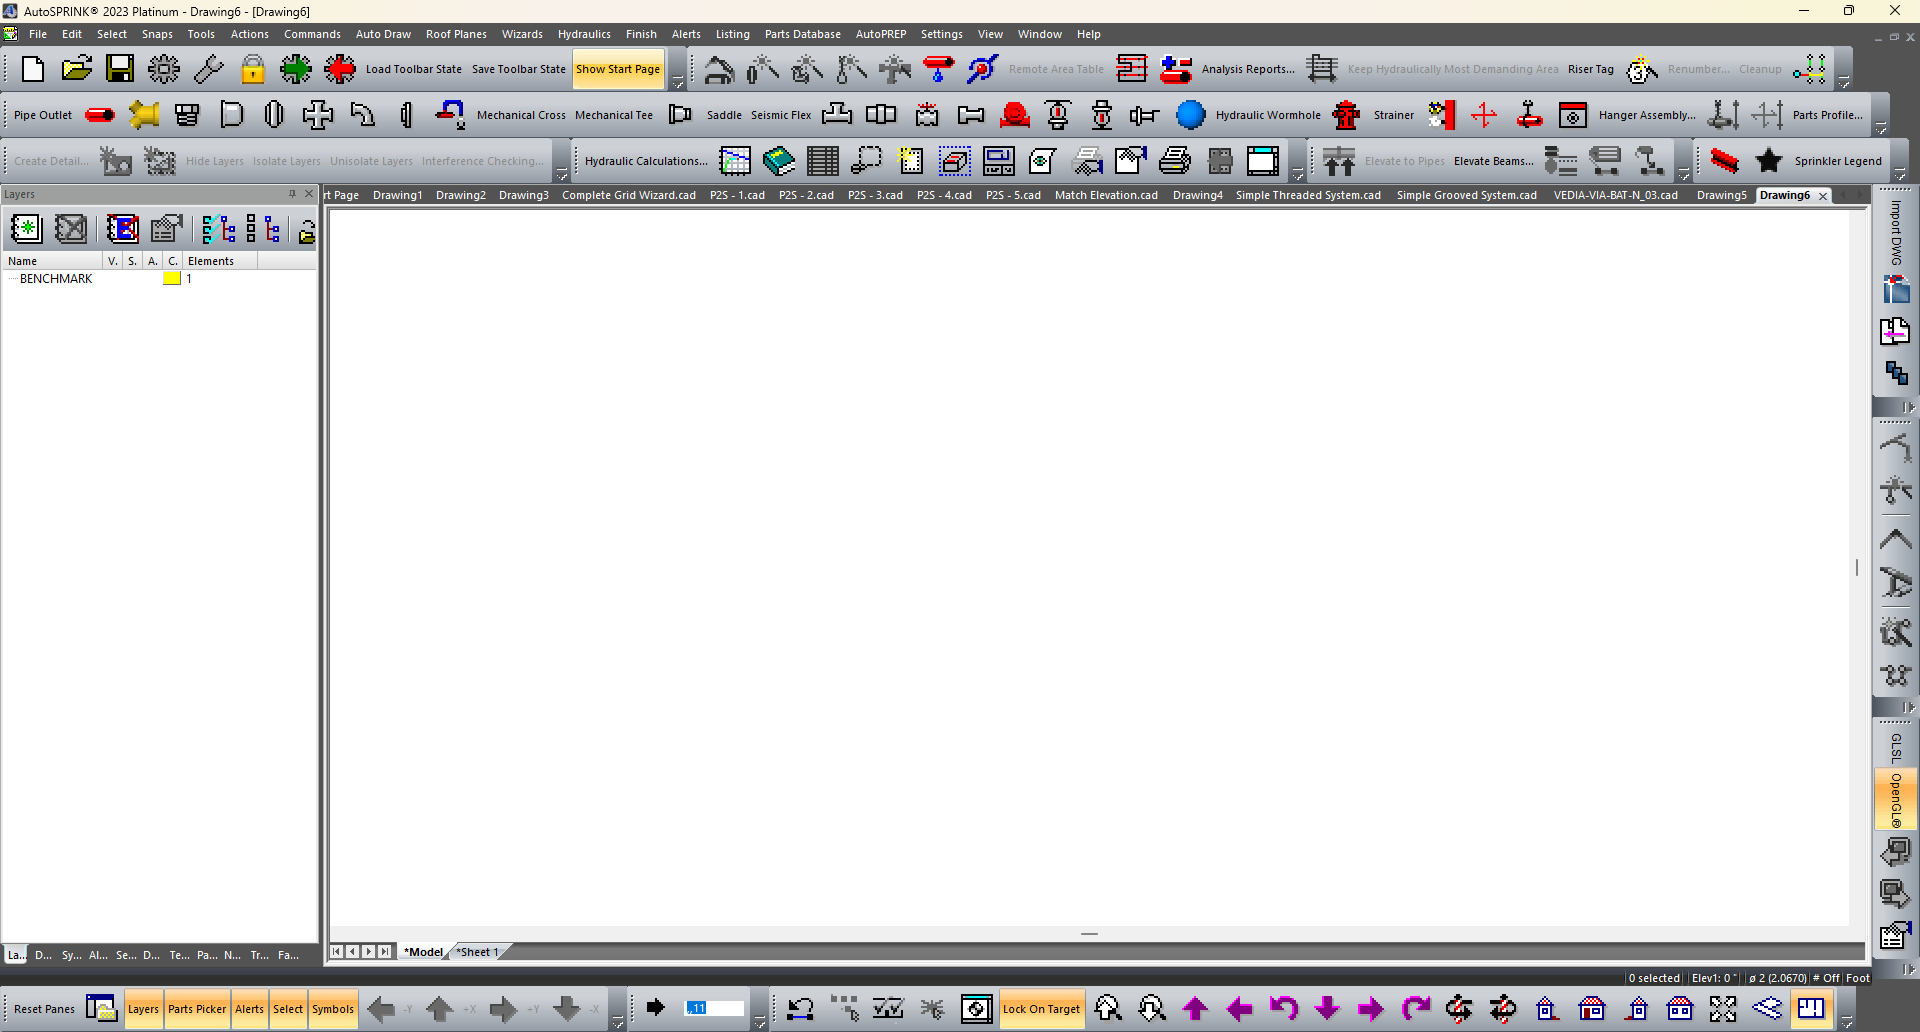 AutoSPRINK® 2023 Platinum - Drawing6 - [Drawing6]
File Edit Select Snaps Tools Actions Commands Auto Draw Roof Planes Wizards Hydraulics Finish Alerts Listing Parts Database AutoPREP Settings View Window Help
Load Toolbar State Save Toolbar State Show Start Page Remote Area Table Analysis Reports... Keep Hydraulically Most Demanding Area Riser Tag Renumber... Cleanup
Pipe Outlet Mechanical Cross Mechanical Tee Saddle Seismic Flex Hydraulic Wormhole Strainer Hanger Assembly... Parts Profile...
Create Detail... Hide Layers Isolate Layers Unisolate Layers Interference Checking... Hydraulic Calculations... Elevate to Pipes Elevate Beams... Sprinkler Legend
Layers
rt Page Drawing1 Drawing2 Drawing3 Complete Grid Wizard.cad P2S - 1.cad P2S - 2.cad P2S - 3.cad P2S - 4.cad P2S - 5.cad Match Elevation.cad Drawing4 Simple Threaded System.cad Simple Grooved System.cad VEDIA-VIA-BAT-N_03.cad Drawing5 Drawing6
Import DWG
Name V. S. A. C. Elements
BENCHMARK 1
GLSL
OpenGL®
La... D... Sy... Al... Se... D... Te... Pa... N... Tr... Fa...
*Model *Sheet 1
0 selected Elev1: 0 " ø 2 (2.0670) # Off Foot
Reset Panes Layers Parts Picker Alerts Select Symbols -Y +X +Y -X ,,11 Lock On Target